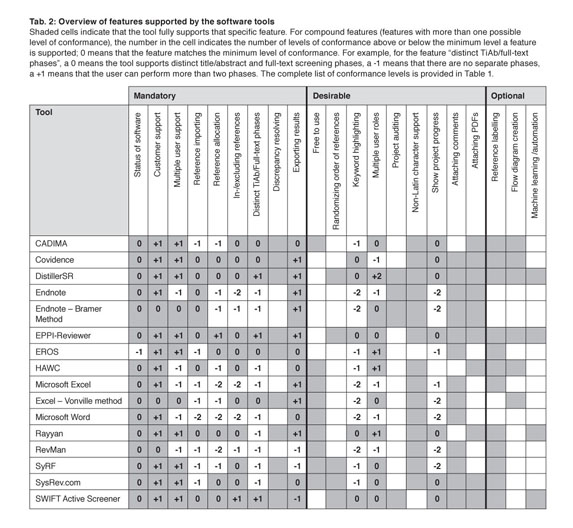 Tab. 2: Overview of features supported by the software tools
Shaded cells indicate that the tool fully supports that specific feature. For compound features (features with more than one possible
level of conformance), the number in the cell indicates the number of levels of conformance above or below the minimum level a feature
is supported; 0 means that the feature matches the minimum level of conformance. For example, for the feature "distinct TiAb/full-text
phases", a 0 means the tool supports distinct title/abstract and full-text screening phases, a -1 means that there are no separate phases,
a +1 means that the user can perform more than two phases. The complete list of conformance levels is provided in Table 1.
Mandatory Desirable Optional
Tool
Status of software
Customer support
Multiple user support
Reference importing
Reference allocation
In-/excluding references
Distinct TiAb/Full-text phases
Discrepancy resolving
Exporting results
Free to use
Randomizing order of references
Keyword highlighting
Multiple user roles
Project auditing
Non-Latin character support
Show project progress
Attaching comments
Attaching PDFs
Reference labelling
Flow diagram creation
Machine learning /automation
CADIMA 0 +1 +1 -1 -1 0 0 0 -1 0 0
Covidence 0 +1 +1 0 0 0 0 +1 0 -1 0
DistillerSR 0 +1 +1 0 0 0 +1 +1 0 +2 0
Endnote 0 +1 -1 0 -1 -2 -1 +1 -2 -1 -2
Endnote – Bramer 0 0 0 0 -1 -1 -1 +1 -2 0 -2
Method
EPPI-Reviewer 0 +1 +1 0 +1 0 +1 +1 0 0 0
EROS -1 +1 +1 -1 0 0 0 0 -1 +1 -1
HAWC 0 +1 -1 0 -1 0 -1 0 -1 +1
Microsoft Excel 0 +1 -1 -1 -2 -2 -1 +1 -2 -1 -1
Excel – Vonville method 0 0 0 -1 -1 0 0 +1 -2 0 -2
Microsoft Word 0 +1 -1 -2 -2 -2 -1 0 -2 -1 -2
Rayyan 0 +1 +1 0 0 0 -1 +1 0 +1 0
RevMan 0 0 -1 -1 -2 -1 -1 -1 -2 -1 -2
SyRF 0 +1 +1 -1 -1 0 -1 -1 -1 0 -2
SysRev.com 0 +1 +1 -1 0 0 -1 0 -1 0 0
SWIFT Active Screener 0 +1 +1 0 0 +1 +1 -1 0 0 0